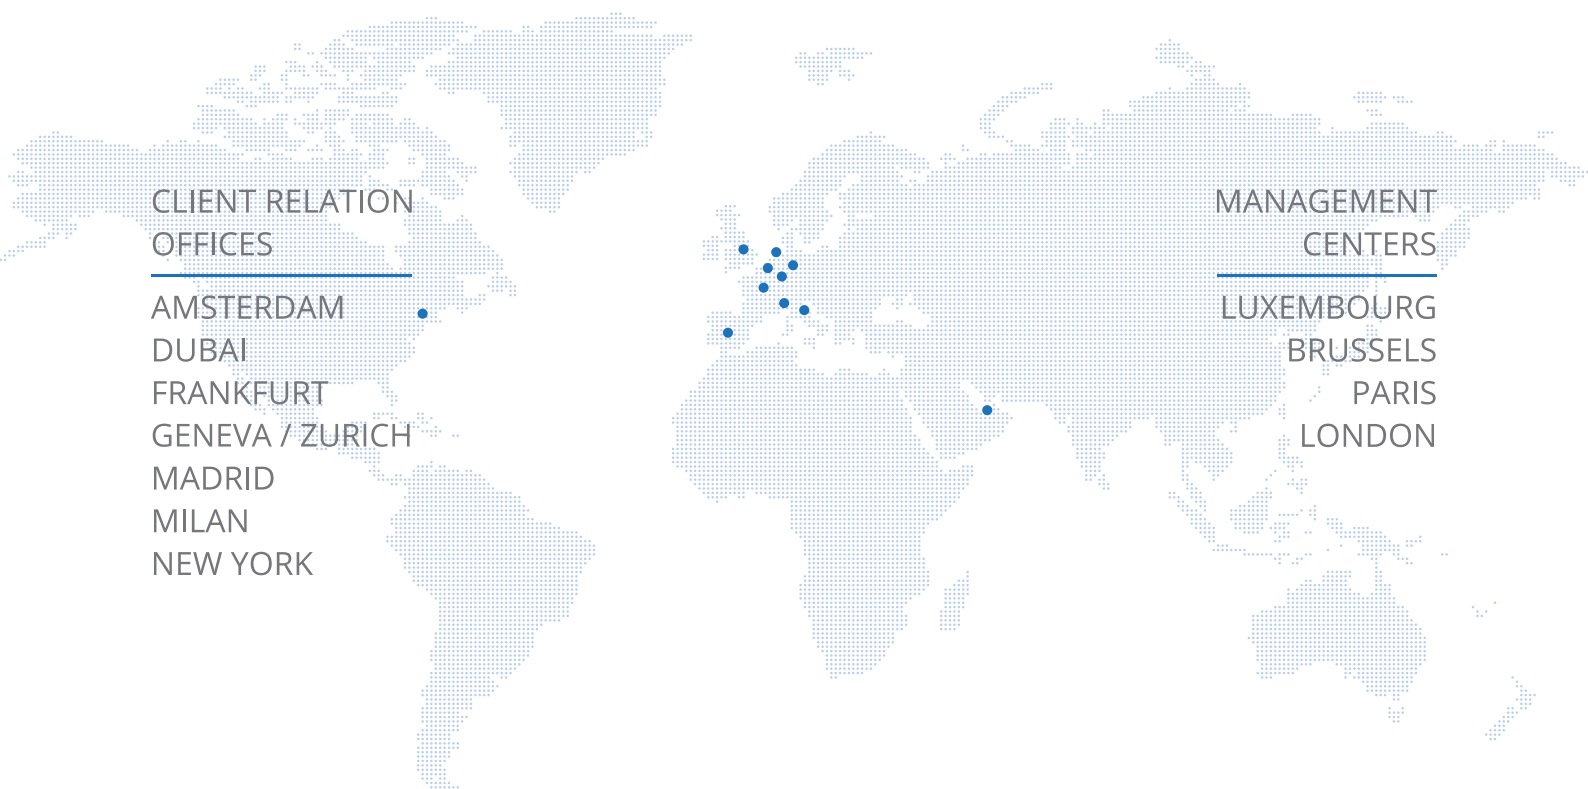 CLIENT RELATION
OFFICES
AMSTERDAM
DUBAI
FRANKFURT
GENEVA / ZURICH
MADRID
MILAN
NEW YORK
MANAGEMENT
CENTERS
LUXEMBOURG
BRUSSELS
PARIS
LONDON